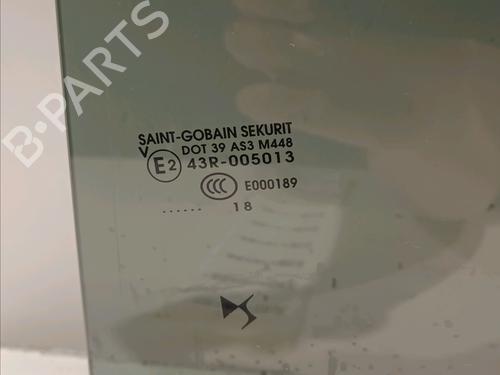 B-PARTS
SAINT-GOBAIN SEKURIT
V DOT 39 AS3 M448
E2 43R-005013
CCC E000189
...... 18